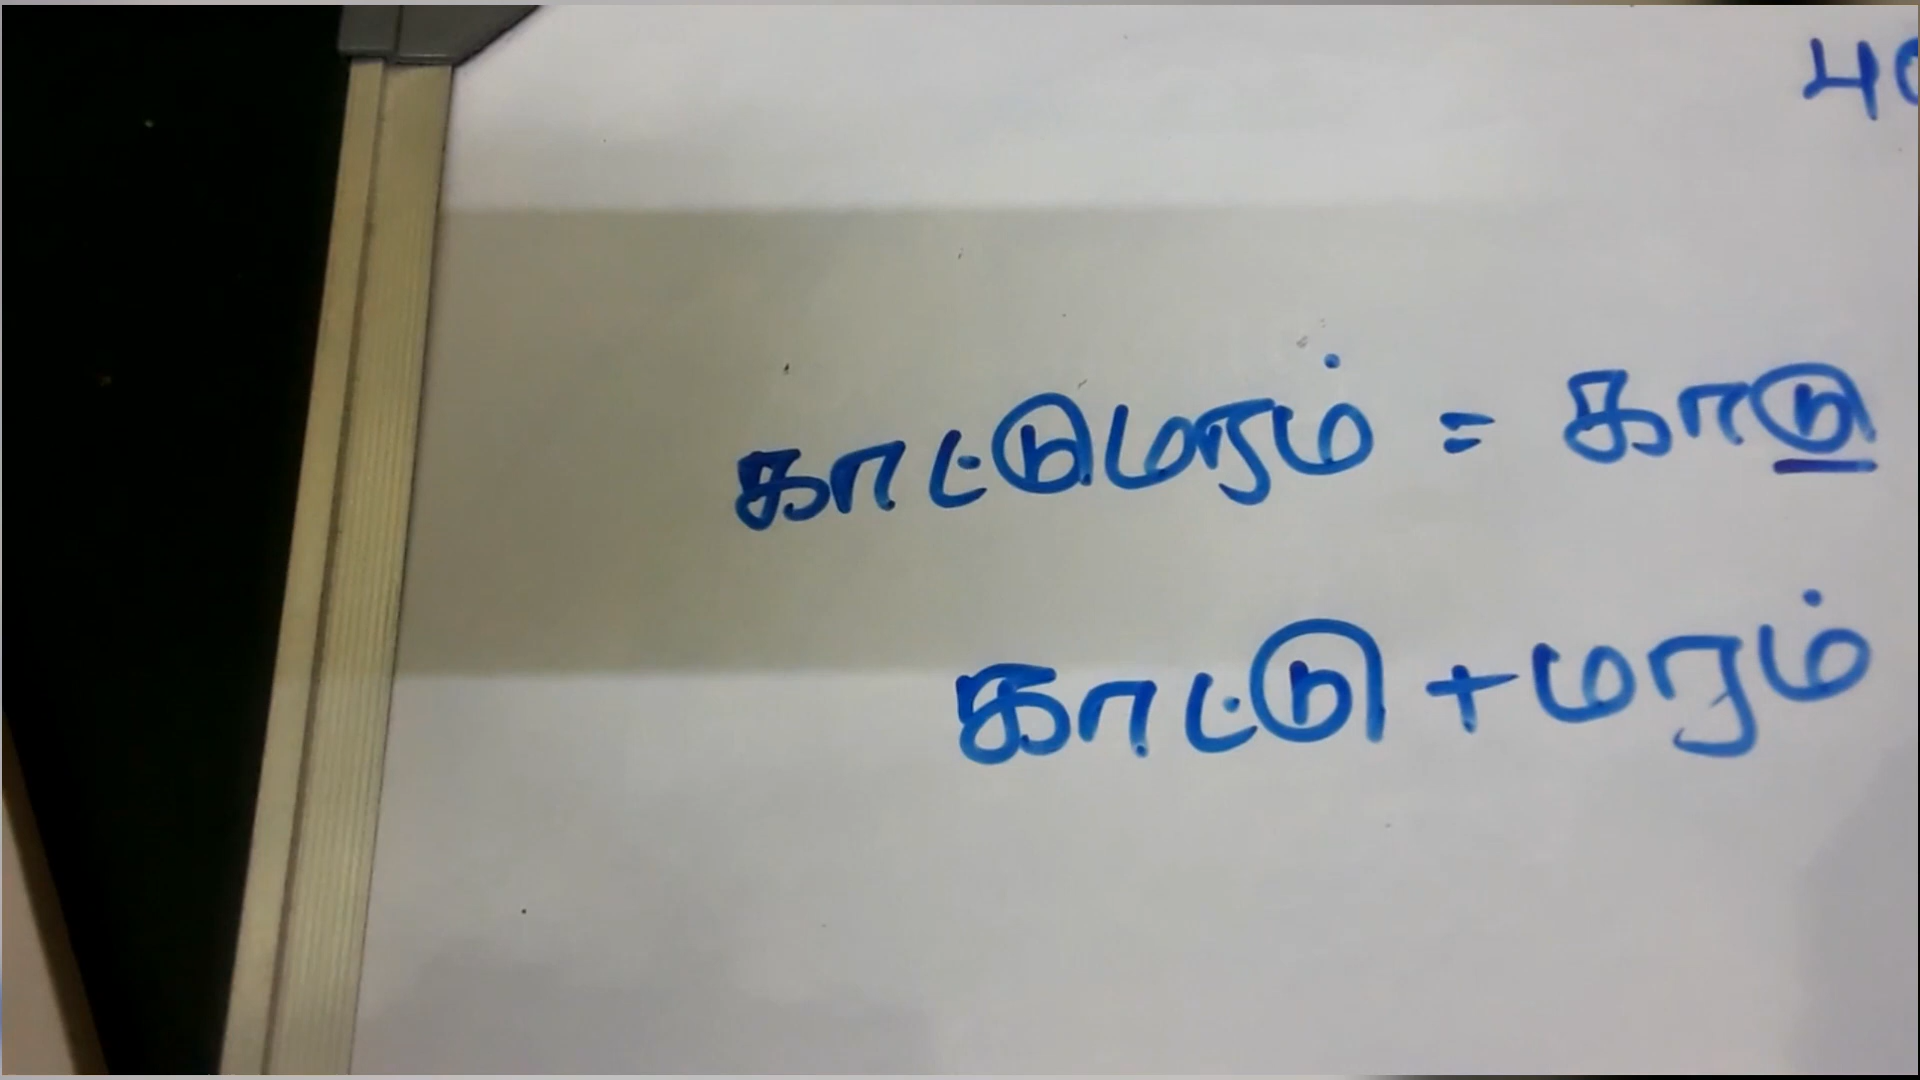 காட்டுமரம் = காடு
காட்டு + மரம்